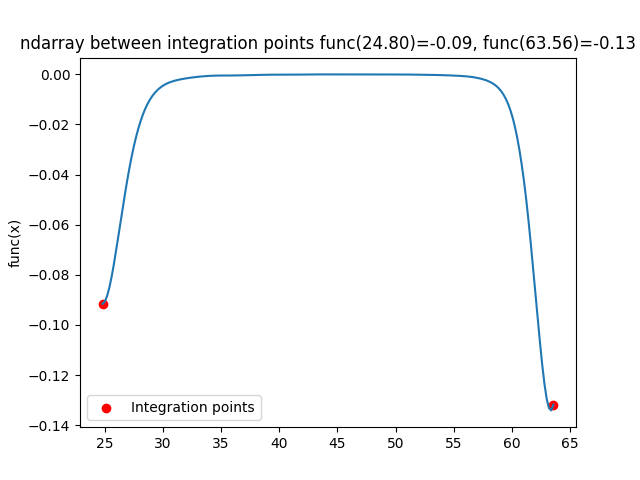 ndarray between integration points func(24.80)=-0.09, func(63.56)=-0.13
0.00
−0.02
−0.04
−0.06
−0.08
−0.10
−0.12
−0.14
func(x)
Integration points
25 30 35 40 45 50 55 60 65